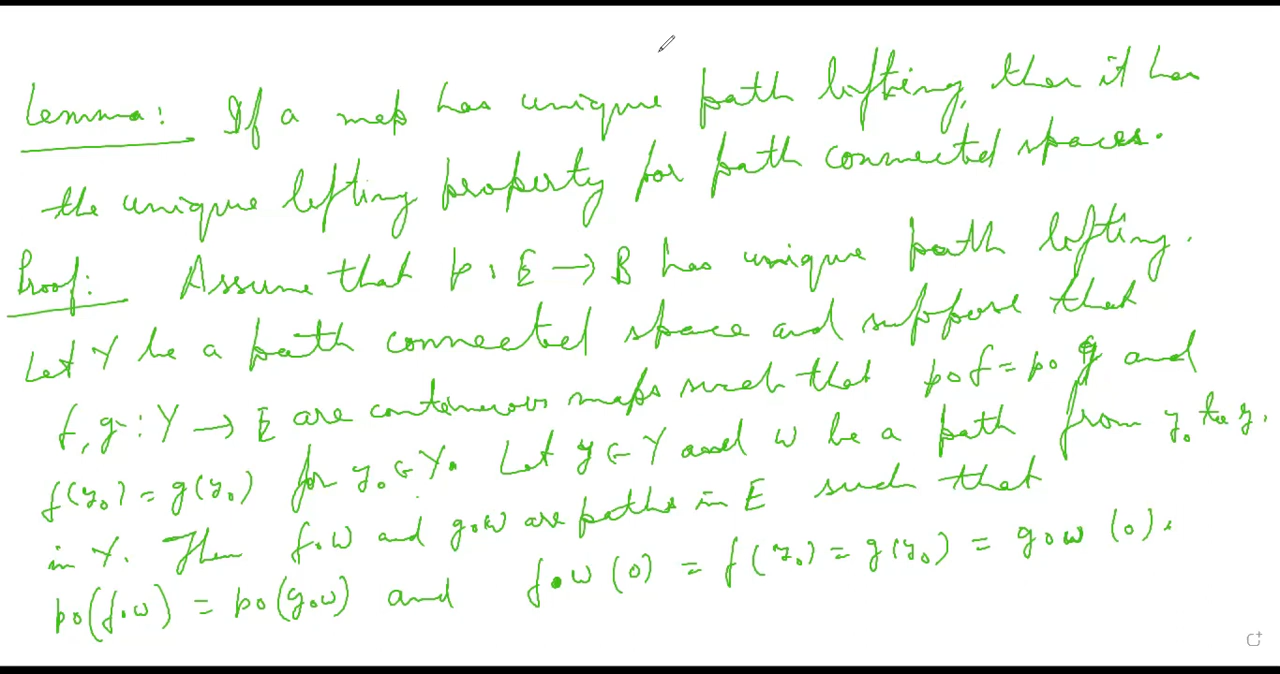 Lemma: If a map has unique path lifting, then it has
the unique lifting property for path connected spaces.
Proof: Assume that p : E → B has unique path lifting.
Let Y be a path connected space and suppose that
f, g : Y → E are continuous maps such that p∘f = p∘g and
f(y₀) = g(y₀) for y₀ ∈ Y. Let y ∈ Y and ω be a path from y₀ to y
in Y. Then f∘ω and g∘ω are paths in E such that
p∘(f∘ω) = p∘(g∘ω) and f∘ω(0) = f(y₀) = g(y₀) = g∘ω(0).